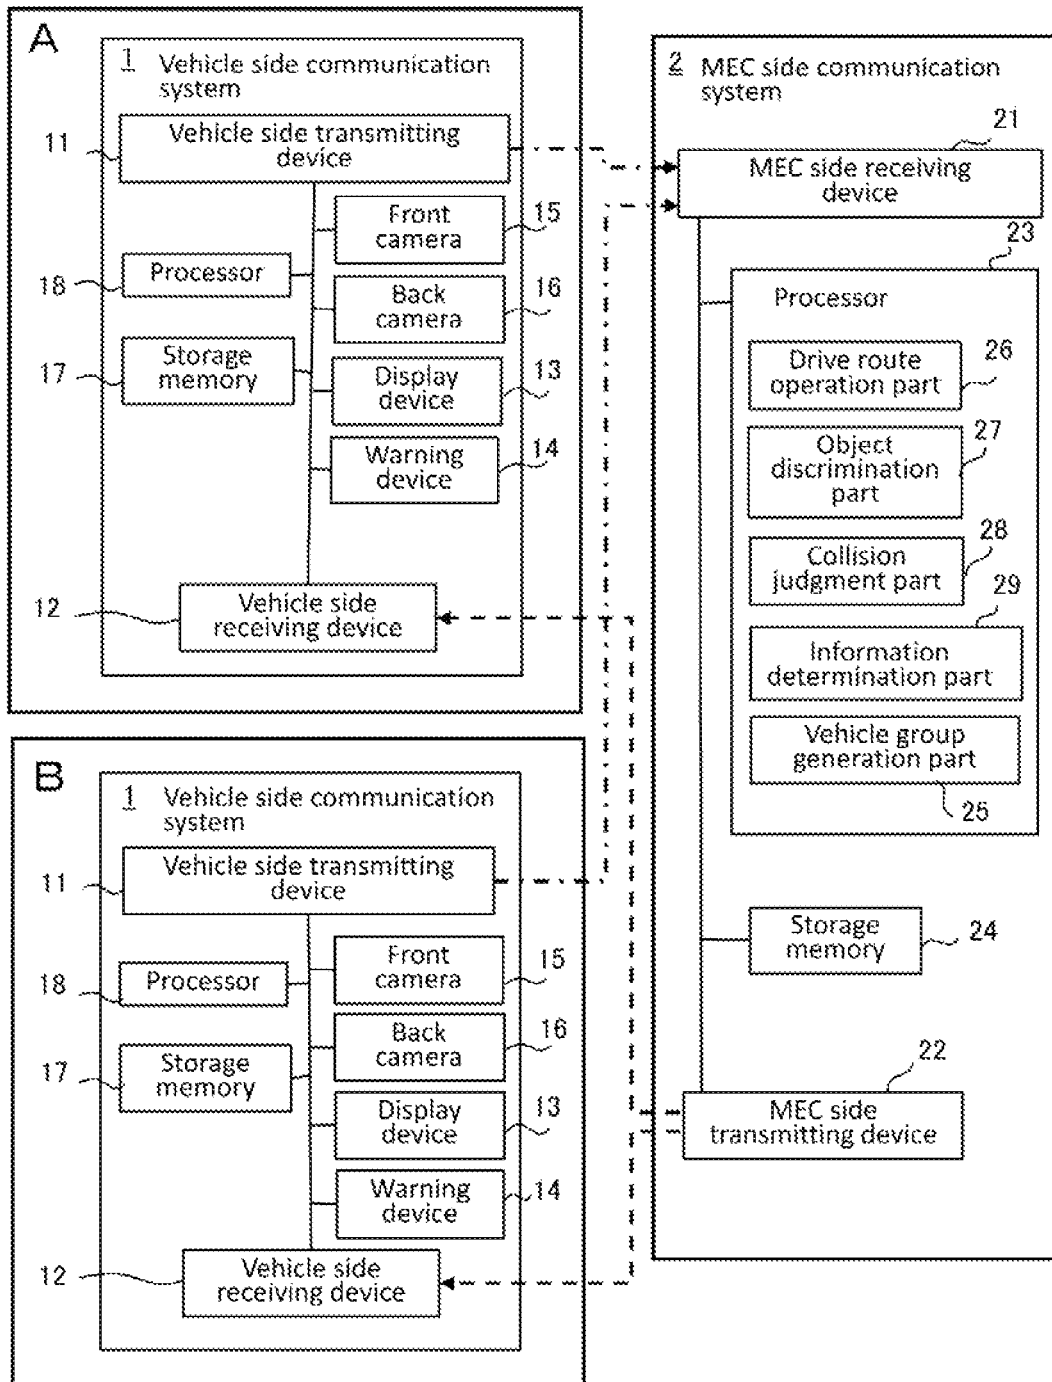 A
1 Vehicle side communication
system
11
Vehicle side transmitting
device
Front
camera
15
18
Processor
Back
camera
16
17
Storage
memory
Display
device
13
Warning
device
14
12
Vehicle side
receiving device
B
1 Vehicle side communication
system
11
Vehicle side transmitting
device
Front
camera
15
18
Processor
Back
camera
16
17
Storage
memory
Display
device
13
Warning
device
14
12
Vehicle side
receiving device
2 MEC side communication
system
21
MEC side receiving
device
23
Processor
Drive route
operation part
26
Object
discrimination
part
27
Collision
judgment part
28
Information
determination part
29
Vehicle group
generation part
25
Storage
memory
24
22
MEC side
transmitting device